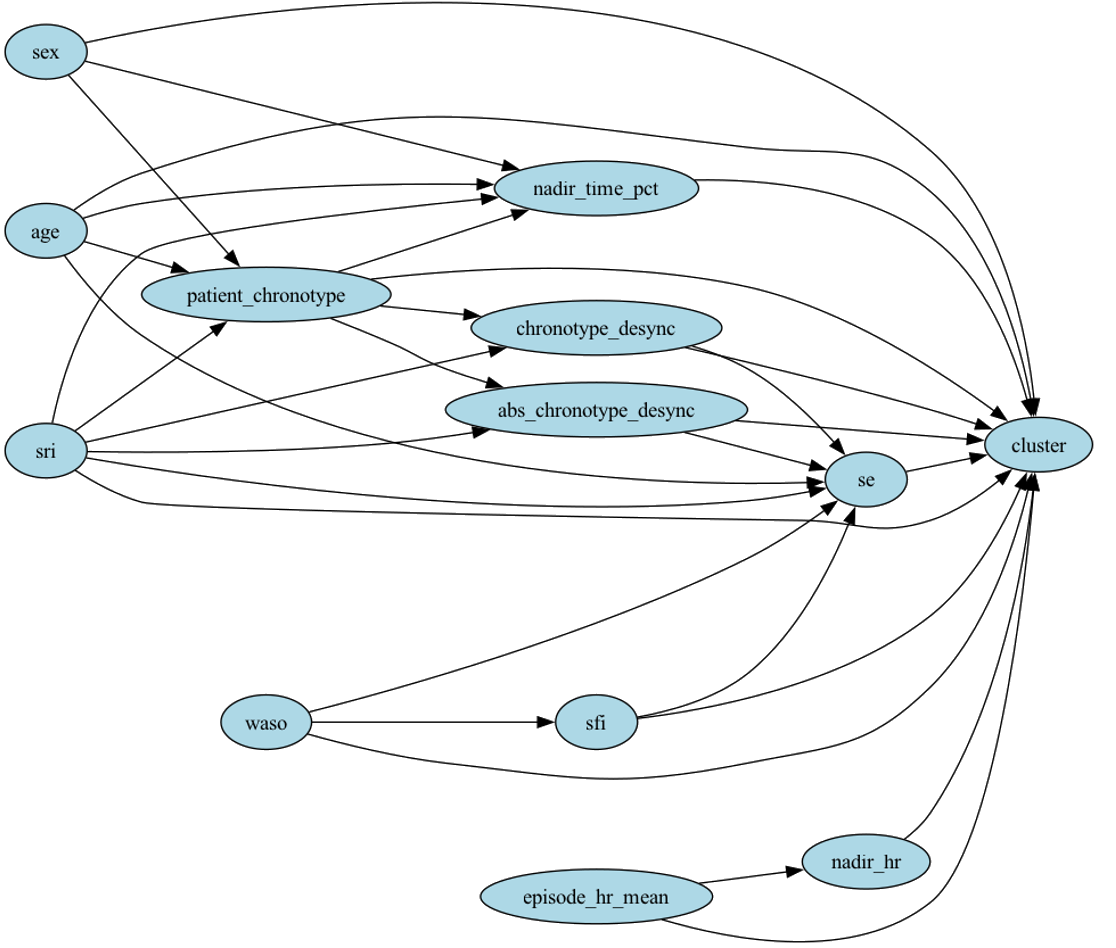 sex
nadir_time_pct
age
patient_chronotype
chronotype_desync
abs_chronotype_desync
cluster
sri
se
waso
sfi
nadir_hr
episode_hr_mean